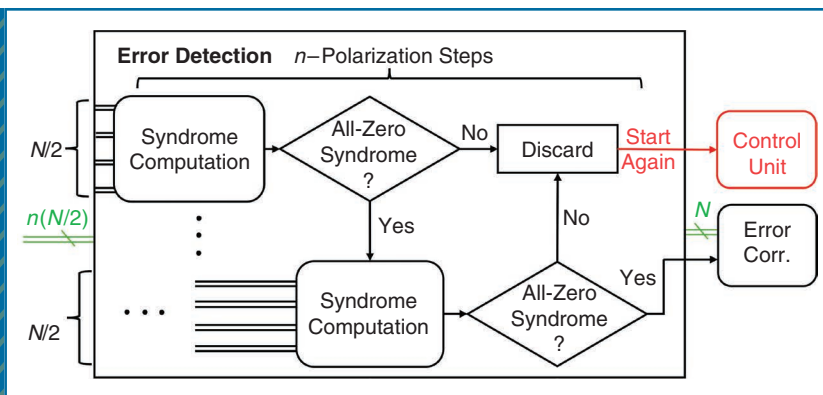 Error Detection n–Polarization Steps
N/2
Syndrome
Computation
All-Zero
Syndrome
?
No
Discard
Start
Again
Control
Unit
n(N/2)
Yes
No
N
Error
Corr.
N/2
Syndrome
Computation
All-Zero
Syndrome
?
Yes